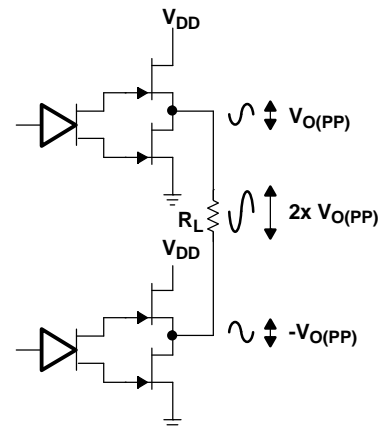 VDD
VO(PP)
RL
2x VO(PP)
VDD
-VO(PP)